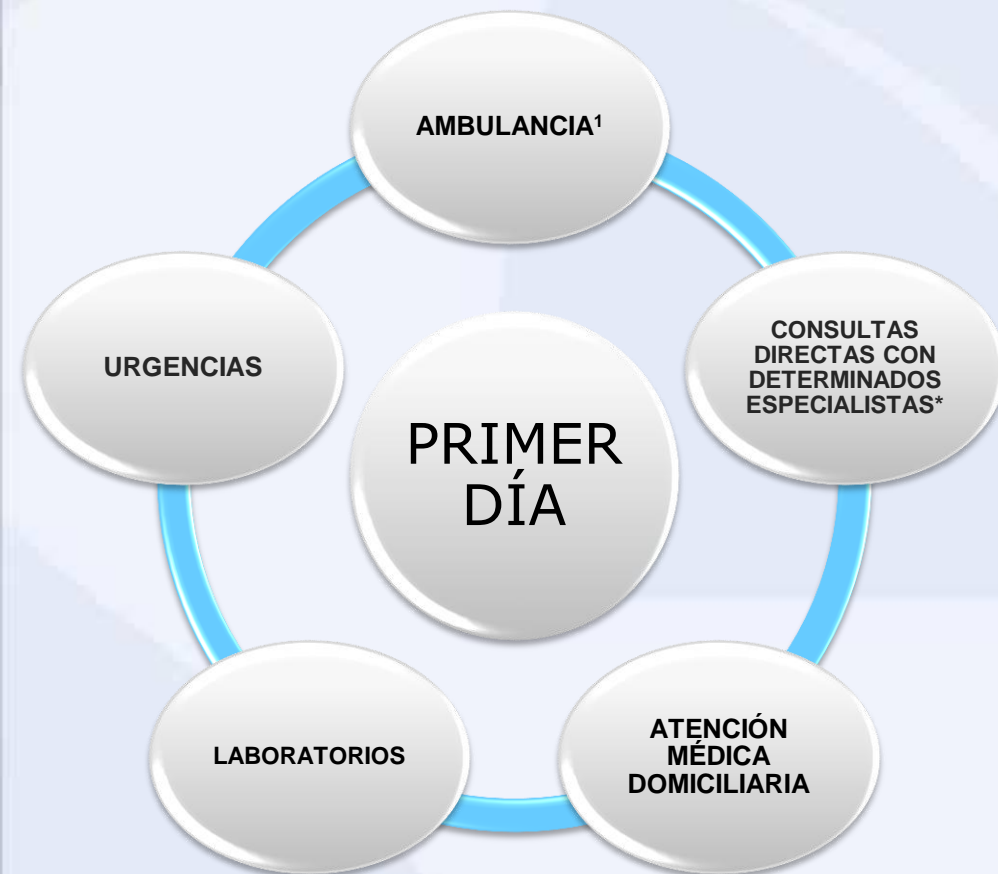 AMBULANCIA¹
URGENCIAS
CONSULTAS
DIRECTAS CON
DETERMINADOS
ESPECIALISTAS*
PRIMER
DÍA
LABORATORIOS
ATENCIÓN
MÉDICA
DOMICILIARIA